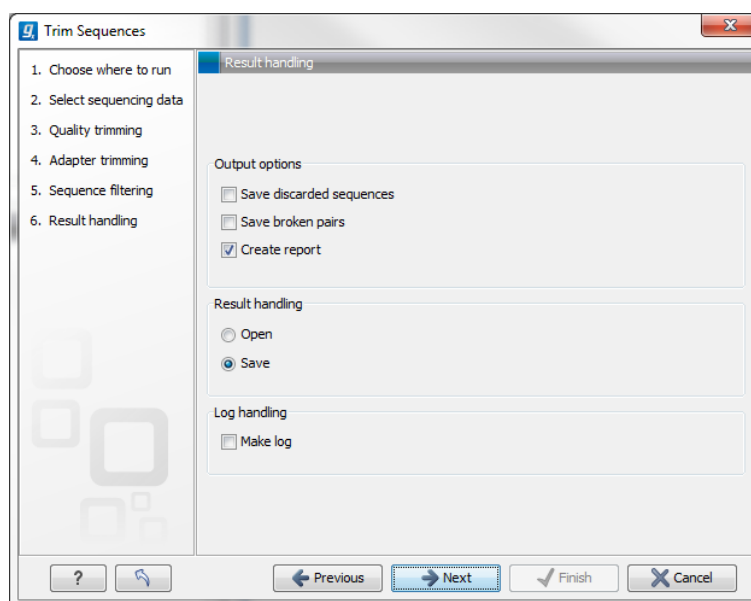 Trim Sequences
1. Choose where to run
2. Select sequencing data
3. Quality trimming
4. Adapter trimming
5. Sequence filtering
6. Result handling
Result handling
Output options
Save discarded sequences
Save broken pairs
Create report
Result handling
Open
Save
Log handling
Make log
?
Previous
Next
Finish
Cancel